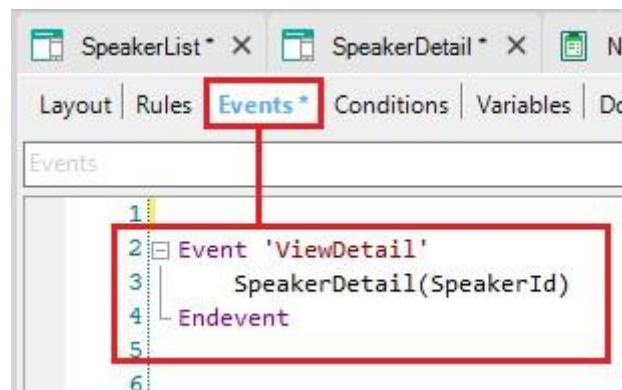 SpeakerList * × SpeakerDetail * × N
Layout | Rules Events * Conditions | Variables | Do
Events
1
2 Event 'ViewDetail'
3 SpeakerDetail(SpeakerId)
4 Endevent
5
6